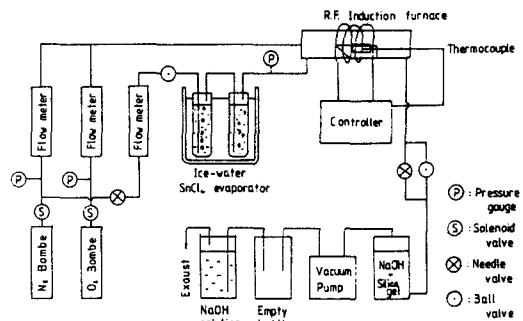 R.F. Induction furnace
Thermocouple
Controller
Flow meter
Flow meter
Flow meter
P
Ice-water
SnCl₄ evaporator
P
P
S
S
N₂ Bombe
O₂ Bombe
Exaust
NaOH
Empty
Vacuum
Pump
NaOH
+
Silica
gel
P : Pressure
gauge
S : Solenoid
valve
: Needle
valve
: Ball
valve